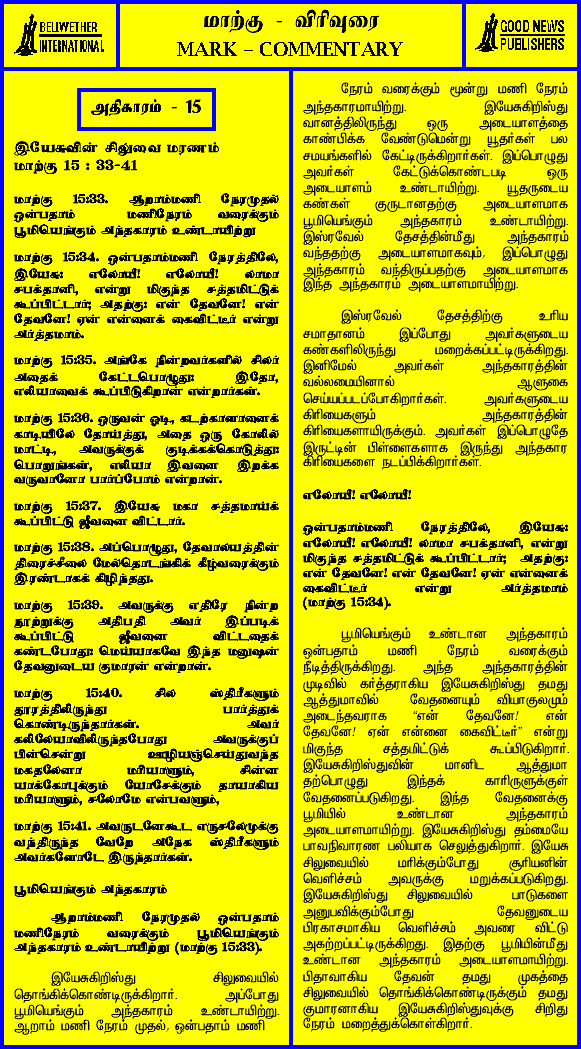 BELLWETHER
INTERNATIONAL
மாற்கு - விரிவுரை
MARK – COMMENTARY
GOOD NEWS
PUBLISHERS
அதிகாரம் - 15
இயேசுவின் சிலுவை மரணம்
மாற்கு 15 : 33-41
மாற்கு 15:33. ஆறாம்மணி நேரமுதல்
ஒன்பதாம் மணிநேரம் வரைக்கும்
பூமியெங்கும் அந்தகாரம் உண்டாயிற்று
மாற்கு 15:34. ஒன்பதாம்மணி நேரத்திலே,
இயேசு: எலோயீ! எலோயீ! லாமா
சபக்தானி, என்று மிகுந்த சத்தமிட்டுக்
கூப்பிட்டார்; அதற்கு: என் தேவனே! என்
தேவனே! ஏன் என்னைக் கைவிட்டீர் என்று
அர்த்தமாம்.
மாற்கு 15:35. அங்கே நின்றவர்களில் சிலர்
அதைக் கேட்டபொழுது: இதோ,
எலியாவைக் கூப்பிடுகிறான் என்றார்கள்.
மாற்கு 15:36. ஒருவன் ஓடி, கடற்காளானைக்
காடியிலே தோய்த்து, அதை ஒரு கோலில்
மாட்டி, அவருக்குக் குடிக்கக்கொடுத்து:
பொறுங்கள், எலியா இவனை இறக்க
வருவானோ பார்ப்போம் என்றான்.
மாற்கு 15:37. இயேசு மகா சத்தமாய்க்
கூப்பிட்டு ஜீவனை விட்டார்.
மாற்கு 15:38. அப்பொழுது, தேவாலயத்தின்
திரைச்சீலை மேல்தொடங்கிக் கீழ்வரைக்கும்
இரண்டாகக் கிழிந்தது.
மாற்கு 15:39. அவருக்கு எதிரே நின்ற
நூற்றுக்கு அதிபதி அவர் இப்படிக்
கூப்பிட்டு ஜீவனை விட்டதைக்
கண்டபோது: மெய்யாகவே இந்த மனுஷன்
தேவனுடைய குமாரன் என்றான்.
மாற்கு 15:40. சில ஸ்திரீகளும்
தூரத்திலிருந்து பார்த்துக்
கொண்டிருந்தார்கள். அவர்
கலிலேயாவிலிருந்தபோது அவருக்குப்
பின்சென்று ஊழியஞ்செய்துவந்த
மகதலேனா மரியாளும், சின்ன
யாக்கோபுக்கும் யோசேக்கும் தாயாகிய
மரியாளும், சலோமே என்பவளும்,
மாற்கு 15:41. அவருடனேகூட எருசலேமுக்கு
வந்திருந்த வேறே அநேக ஸ்திரீகளும்
அவர்களோடே இருந்தார்கள்.
பூமியெங்கும் அந்தகாரம்
ஆறாம்மணி நேரமுதல் ஒன்பதாம்
மணிநேரம் வரைக்கும் பூமியெங்கும்
அந்தகாரம் உண்டாயிற்று (மாற்கு 15:33).
இயேசுகிறிஸ்து சிலுவையில்
தொங்கிக்கொண்டிருக்கிறார். அப்போது
பூமியெங்கும் அந்தகாரம் உண்டாயிற்று.
ஆறாம் மணி நேரம் முதல், ஒன்பதாம் மணி
நேரம் வரைக்கும் மூன்று மணி நேரம்
அந்தகாரமாயிற்று. இயேசுகிறிஸ்து
வானத்திலிருந்து ஒரு அடையாளத்தை
காண்பிக்க வேண்டுமென்று யூதர்கள் பல
சமயங்களில் கேட்டிருக்கிறார்கள். இப்பொழுது
அவர்கள் கேட்டுக்கொண்டபடி ஒரு
அடையாளம் உண்டாயிற்று. யூதருடைய
கண்கள் குருடானதற்கு அடையாளமாக
பூமியெங்கும் அந்தகாரம் உண்டாயிற்று.
இஸ்ரவேல் தேசத்தின்மீது அந்தகாரம்
வந்ததற்கு அடையாளமாகவும், இப்பொழுது
அந்தகாரம் வந்திருப்பதற்கு அடையாளமாக
இந்த அந்தகாரம் அடையாளமாயிற்று.
இஸ்ரவேல் தேசத்திற்கு உரிய
சமாதானம் இப்போது அவர்களுடைய
கண்களிலிருந்து மறைக்கப்பட்டிருக்கிறது.
இனிமேல் அவர்கள் அந்தகாரத்தின்
வல்லமையினால் ஆளுகை
செய்யப்படப்போகிறார்கள். அவர்களுடைய
கிரியைகளும் அந்தகாரத்தின்
கிரியைகளாயிருக்கும். அவர்கள் இப்பொழுதே
இருட்டின் பிள்ளைகளாக இருந்து அந்தகார
கிரியைகளை நடப்பிக்கிறார்கள்.
எலோயீ! எலோயீ!
ஒன்பதாம்மணி நேரத்திலே, இயேசு:
எலோயீ! எலோயீ! லாமா சபக்தானி, என்று
மிகுந்த சத்தமிட்டுக் கூப்பிட்டார்; அதற்கு:
என் தேவனே! என் தேவனே! ஏன் என்னைக்
கைவிட்டீர் என்று அர்த்தமாம்
(மாற்கு 15:34).
பூமியெங்கும் உண்டான அந்தகாரம்
ஒன்பதாம் மணி நேரம் வரைக்கும்
நீடித்திருக்கிறது. அந்த அந்தகாரத்தின்
முடிவில் கர்த்தராகிய இயேசுகிறிஸ்து தமது
ஆத்துமாவில் வேதனையும் வியாகுலமும்
அடைந்தவராக "என் தேவனே! என்
தேவனே! ஏன் என்னை கைவிட்டீர்" என்று
மிகுந்த சத்தமிட்டுக் கூப்பிடுகிறார்.
இயேசுகிறிஸ்துவின் மானிட ஆத்துமா
தற்பொழுது இந்தக் காரிருளுக்குள்
வேதனைப்படுகிறது. இந்த வேதனைக்கு
பூமியில் உண்டான அந்தகாரம்
அடையாளமாயிற்று. இயேசுகிறிஸ்து தம்மையே
பாவநிவாரண பலியாக செலுத்துகிறார். இயேசு
சிலுவையில் மரிக்கும்போது சூரியனின்
வெளிச்சம் அவருக்கு மறுக்கப்படுகிறது.
இயேசுகிறிஸ்து சிலுவையில் பாடுகளை
அனுபவிக்கும்போது தேவனுடைய
பிரகாசமாகிய வெளிச்சம் அவரை விட்டு
அகற்றப்பட்டிருக்கிறது. இதற்கு பூமியின்மீது
உண்டான அந்தகாரம் அடையாளமாயிற்று.
பிதாவாகிய தேவன் தமது முகத்தை
சிலுவையில் தொங்கிக்கொண்டிருக்கும் தமது
குமாரனாகிய இயேசுகிறிஸ்துவுக்கு சிறிது
நேரம் மறைத்துக்கொள்கிறார்.